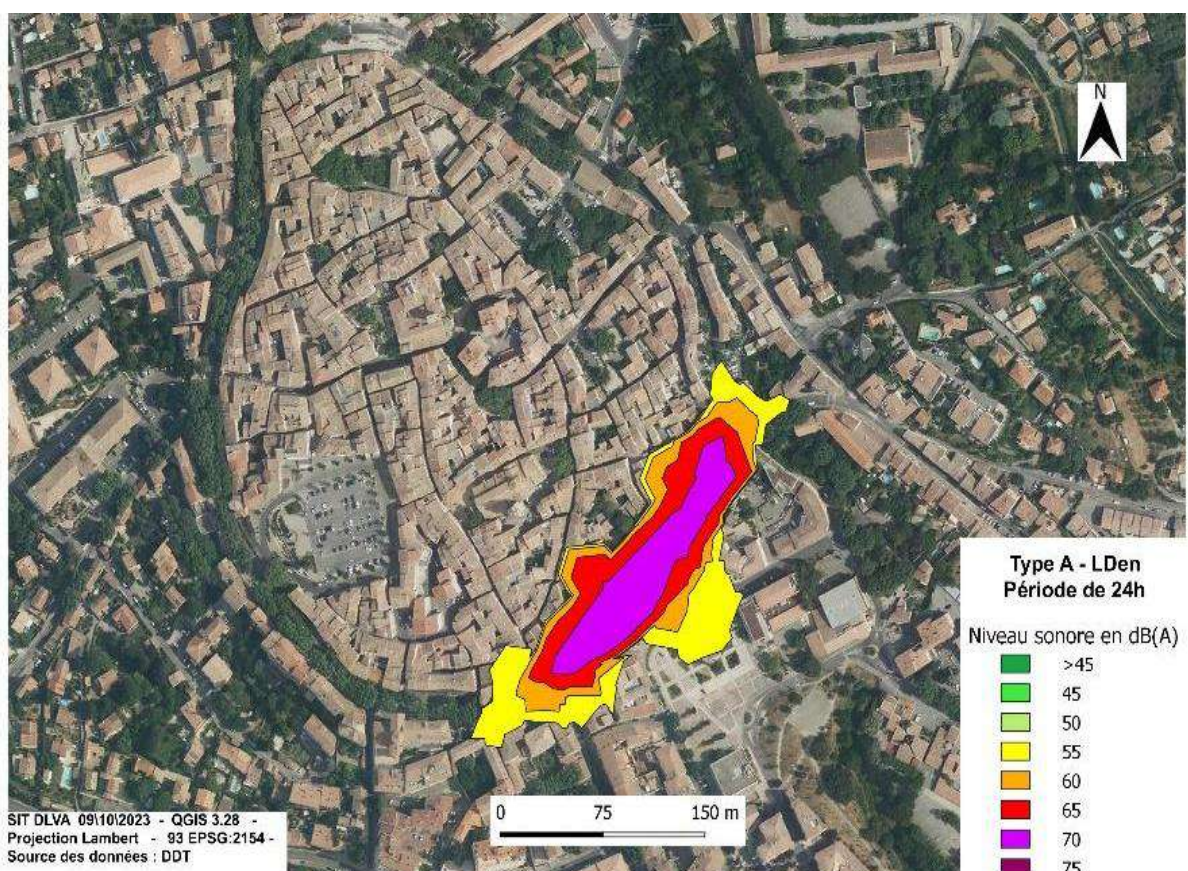 N
Type A - LDen
Période de 24h
Niveau sonore en dB(A)
>45
45
50
55
60
65
70
75
0 75 150 m
SIT DLVA 09\10\2023 - QGIS 3.28 -
Projection Lambert - 93 EPSG:2154 -
Source des données : DDT